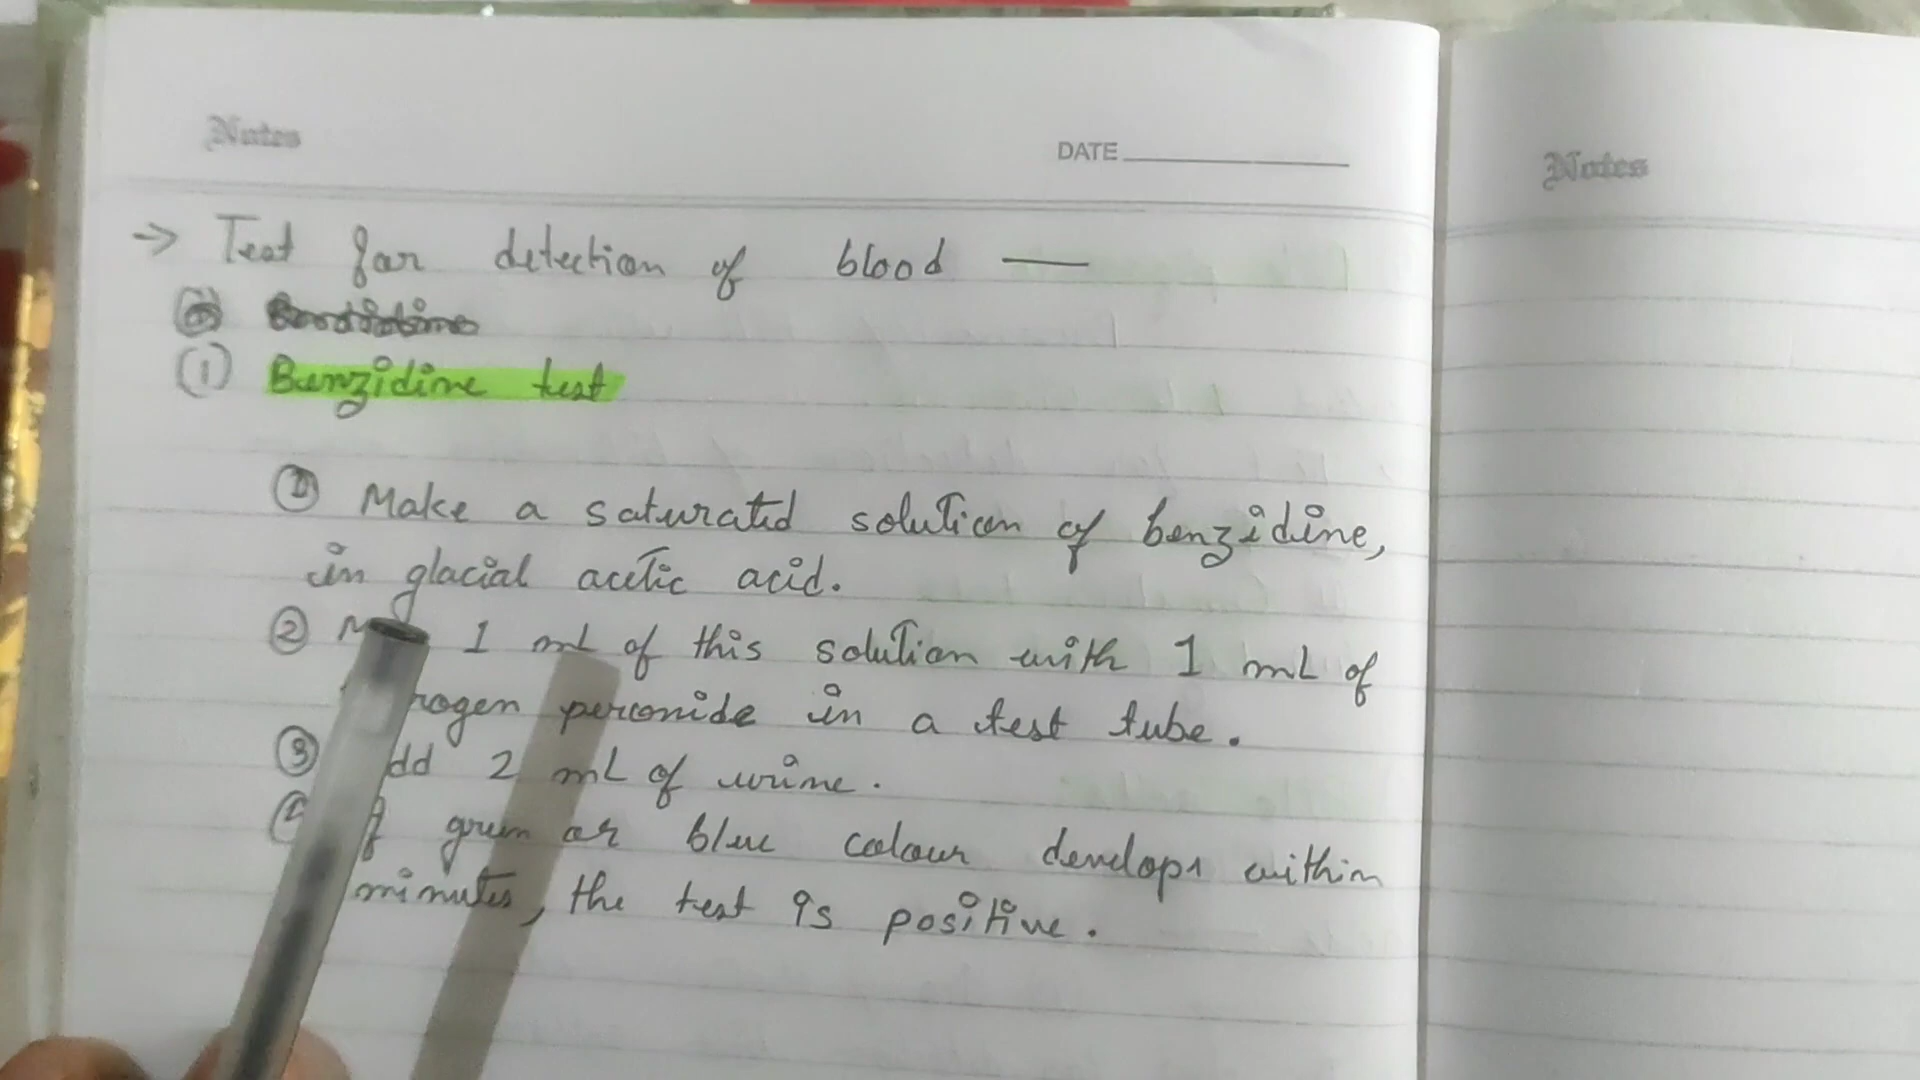 Notes
DATE
Notes
→ Test for detection of blood —
① Benzidine test
① Make a saturated solution of benzidine,
in glacial acetic acid.
② 1 mL of this solution with 1 mL of
peroxide in a test tube.
③ 2 mL of urine.
green or blue colour develops within
minutes, the test is positive.